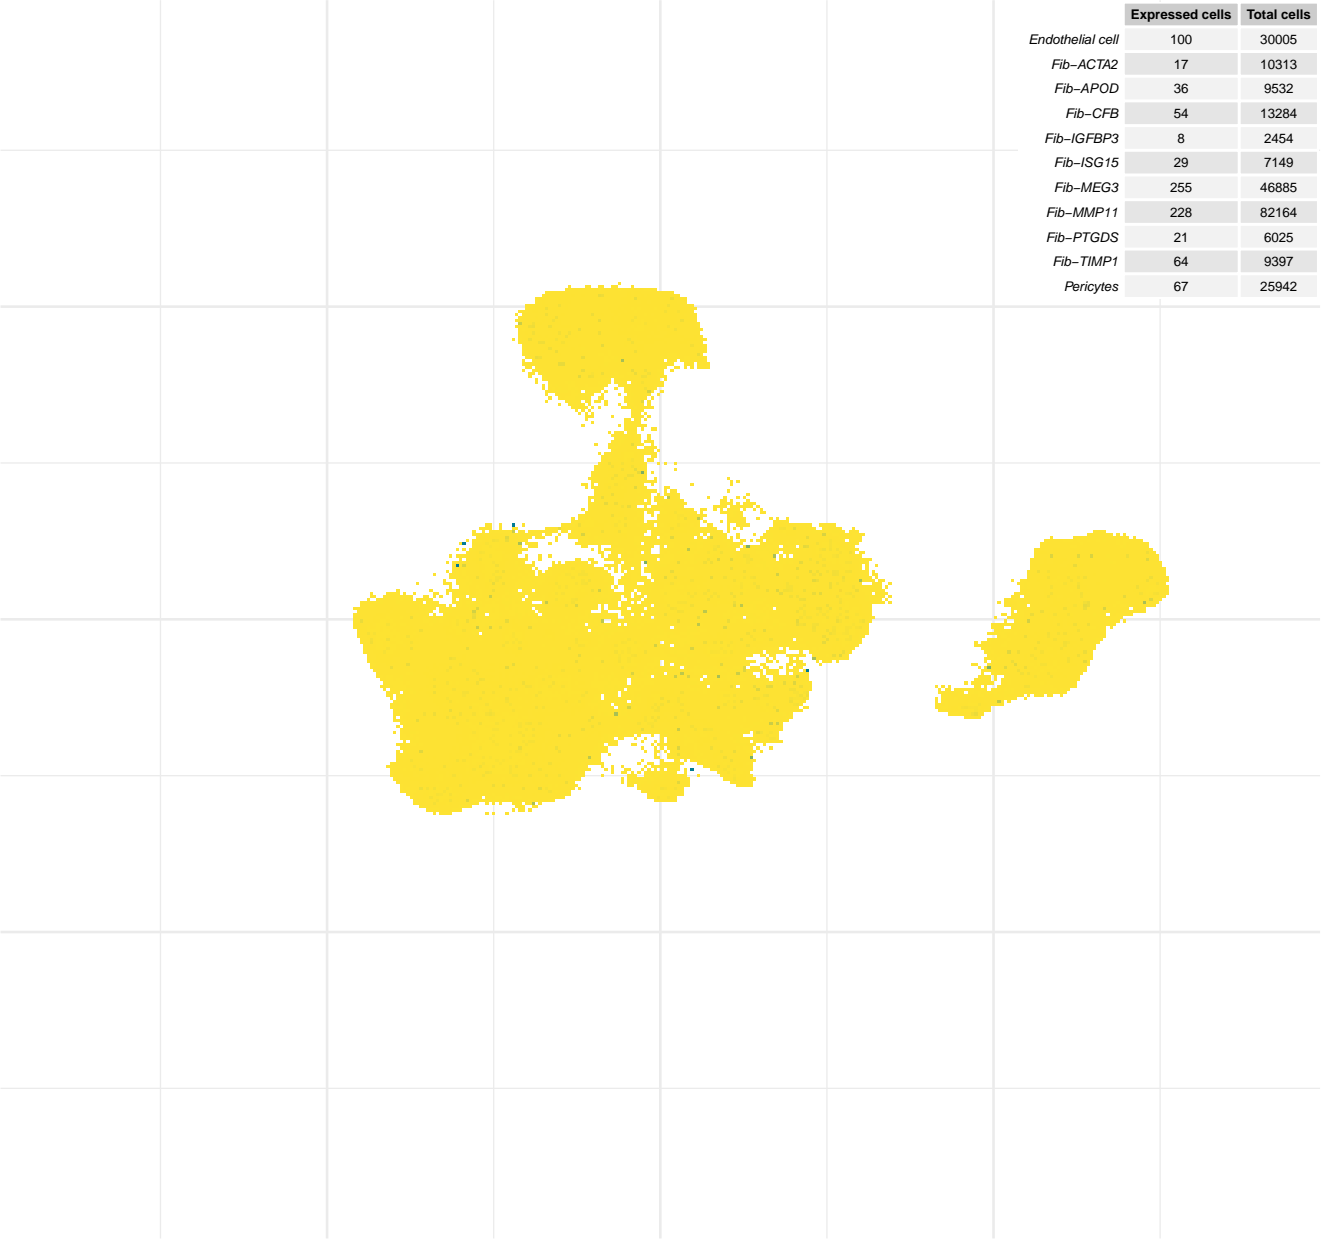 Expressed cells Total cells
Endothelial cell 100 30005
Fib−ACTA2 17 10313
Fib−APOD 36 9532
Fib−CFB 54 13284
Fib−IGFBP3 8 2454
Fib−ISG15 29 7149
Fib−MEG3 255 46885
Fib−MMP11 228 82164
Fib−PTGDS 21 6025
Fib−TIMP1 64 9397
Pericytes 67 25942